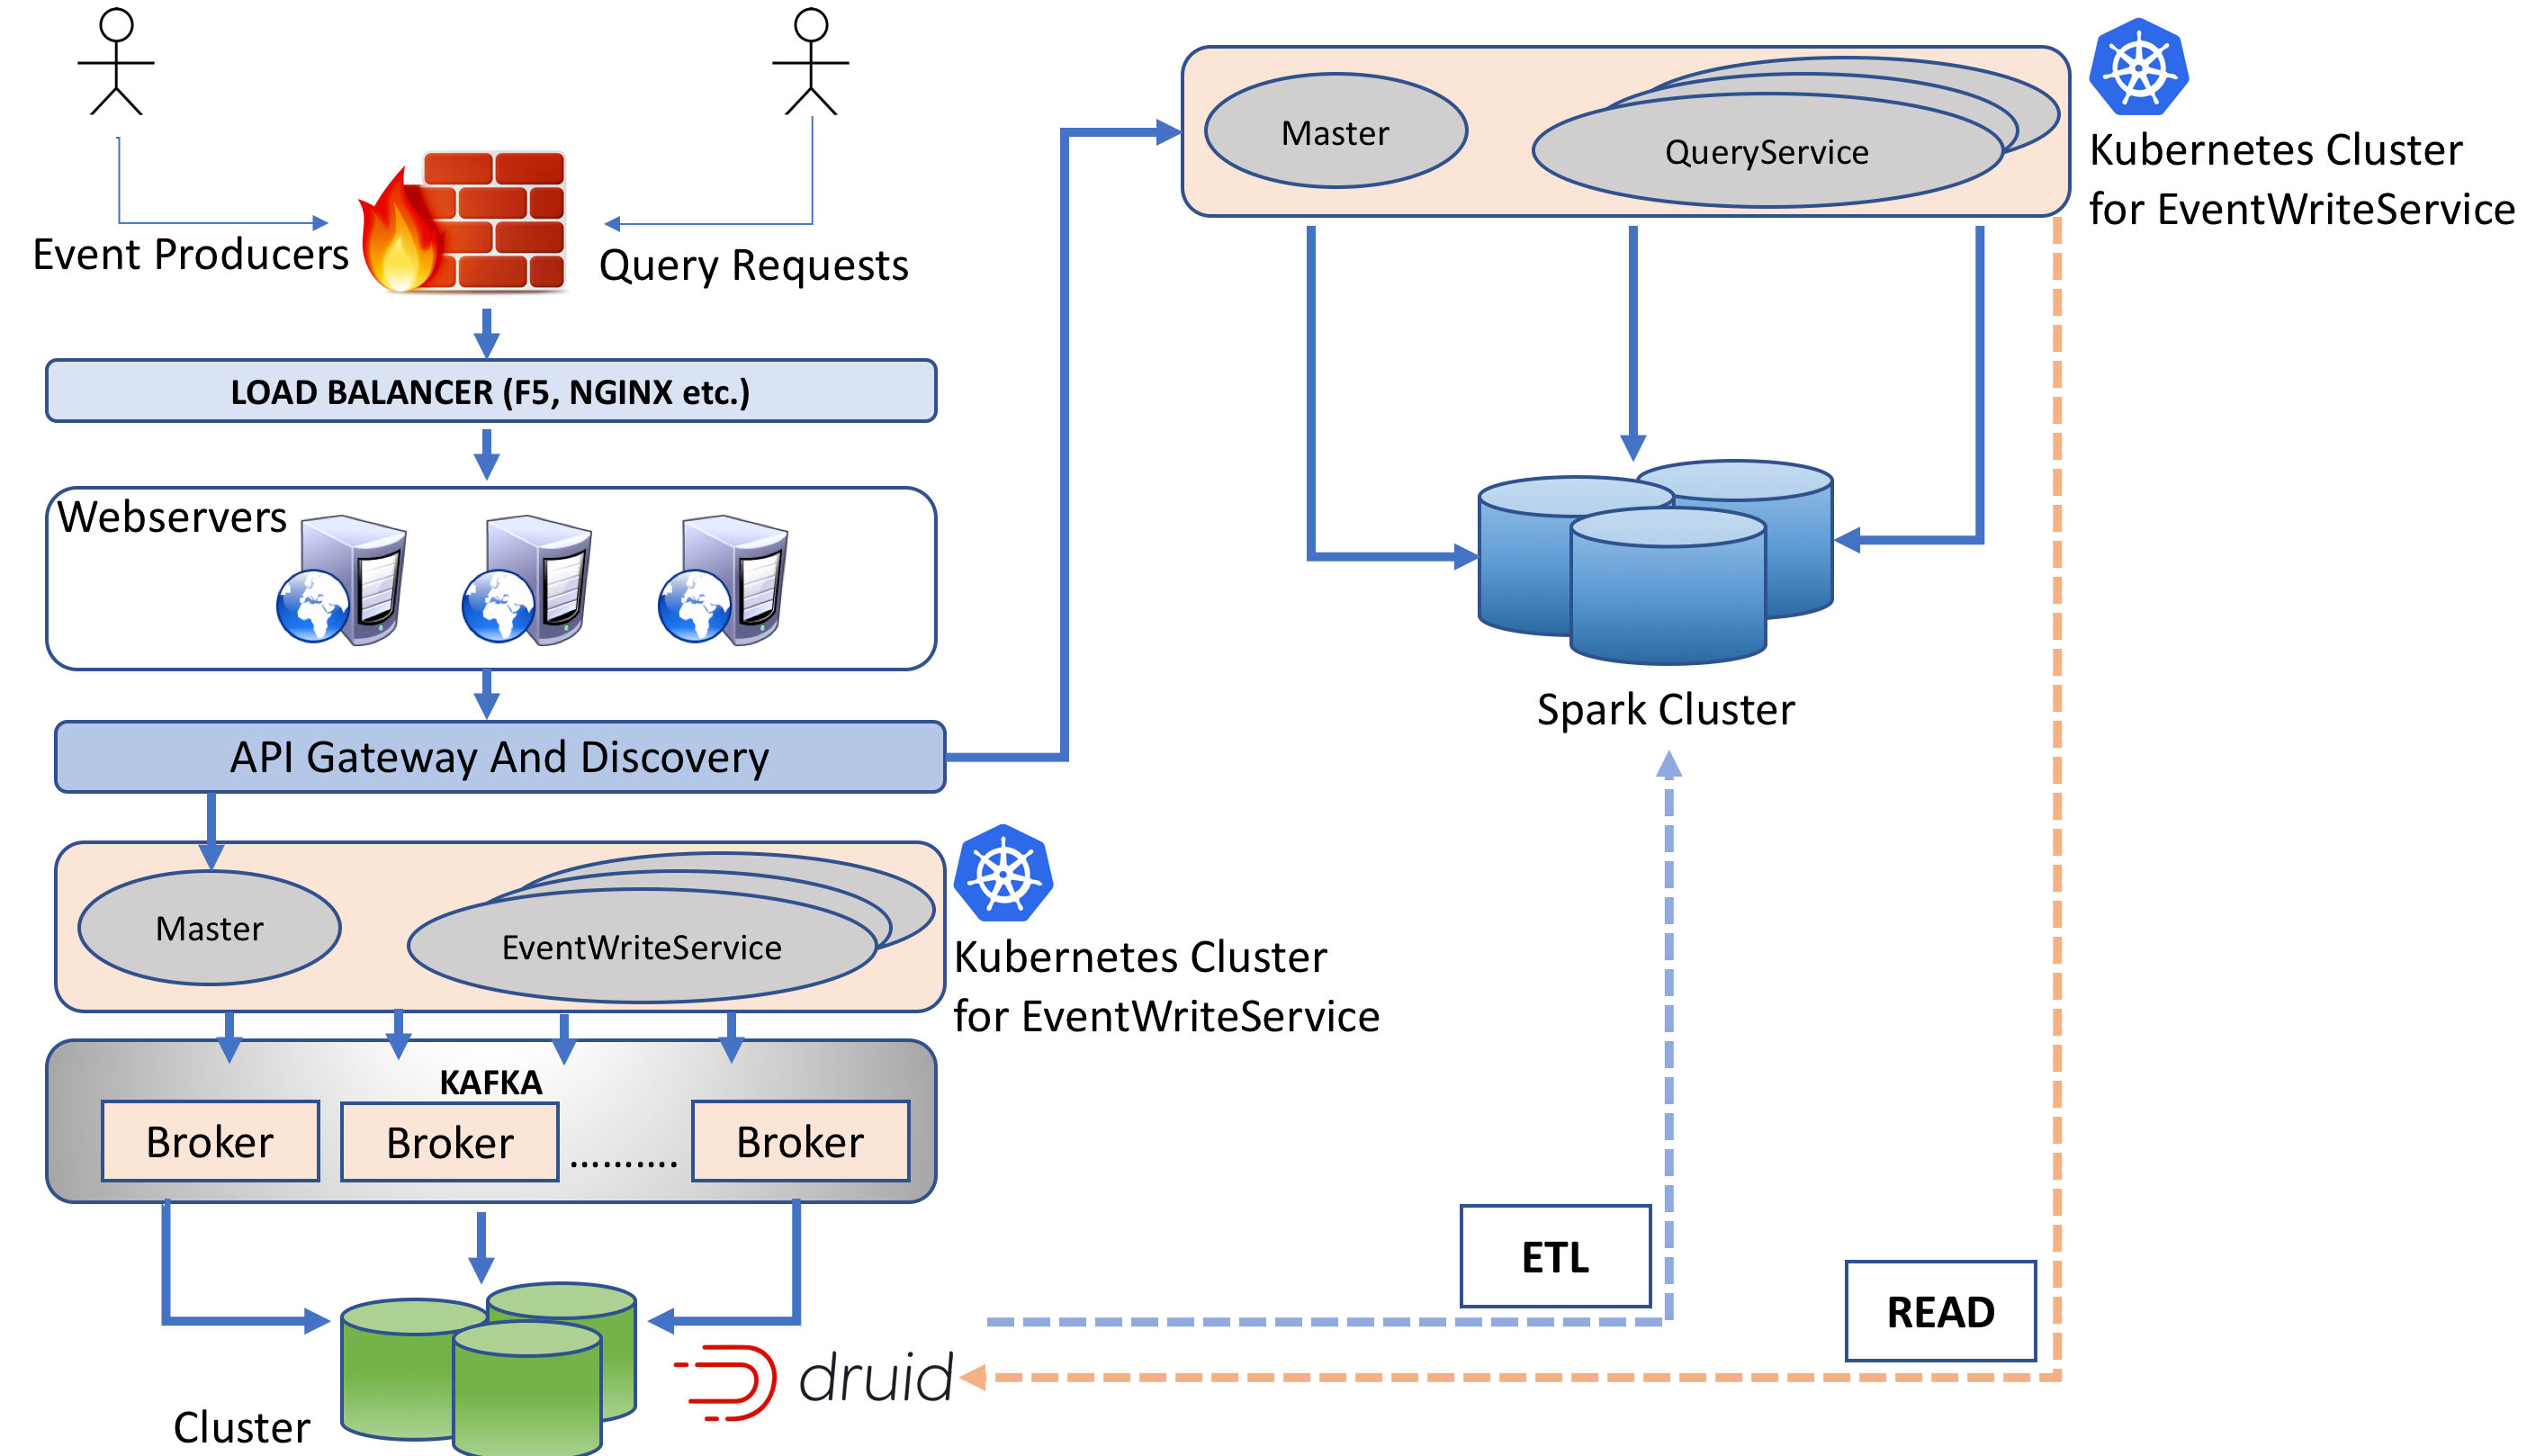 Event Producers
Query Requests
LOAD BALANCER (F5, NGINX etc.)
Webservers
API Gateway And Discovery
Master
EventWriteService
Kubernetes Cluster
for EventWriteService
KAFKA
Broker
Broker
..........
Broker
Cluster
druid
Master
QueryService
Kubernetes Cluster
for EventWriteService
Spark Cluster
ETL
READ